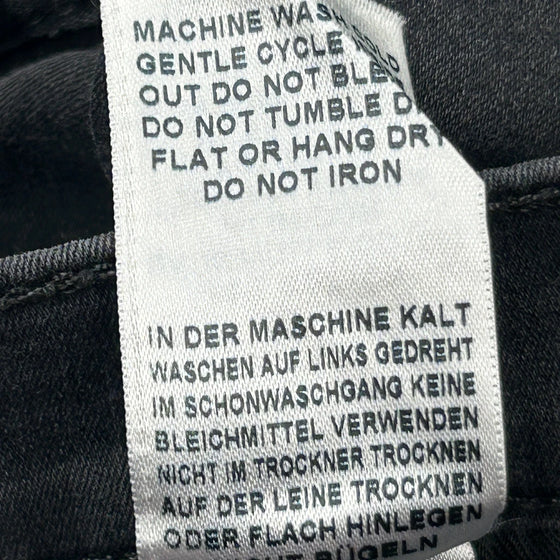 MACHINE WASH COLD
GENTLE CYCLE
OUT DO NOT
DO NOT TUMBLE
FLAT OR HANG DRY
DO NOT IRON
IN DER MASCHINE KALT
WASCHEN AUF LINKS GEDREHT
IM SCHONWASCHGANG KEINE
BLEICHMITTEL VERWENDEN
NICHT IM TROCKNER TROCKNEN
AUF DER LEINE TROCKNEN
ODER FLACH HINLEGEN
BÜGELN